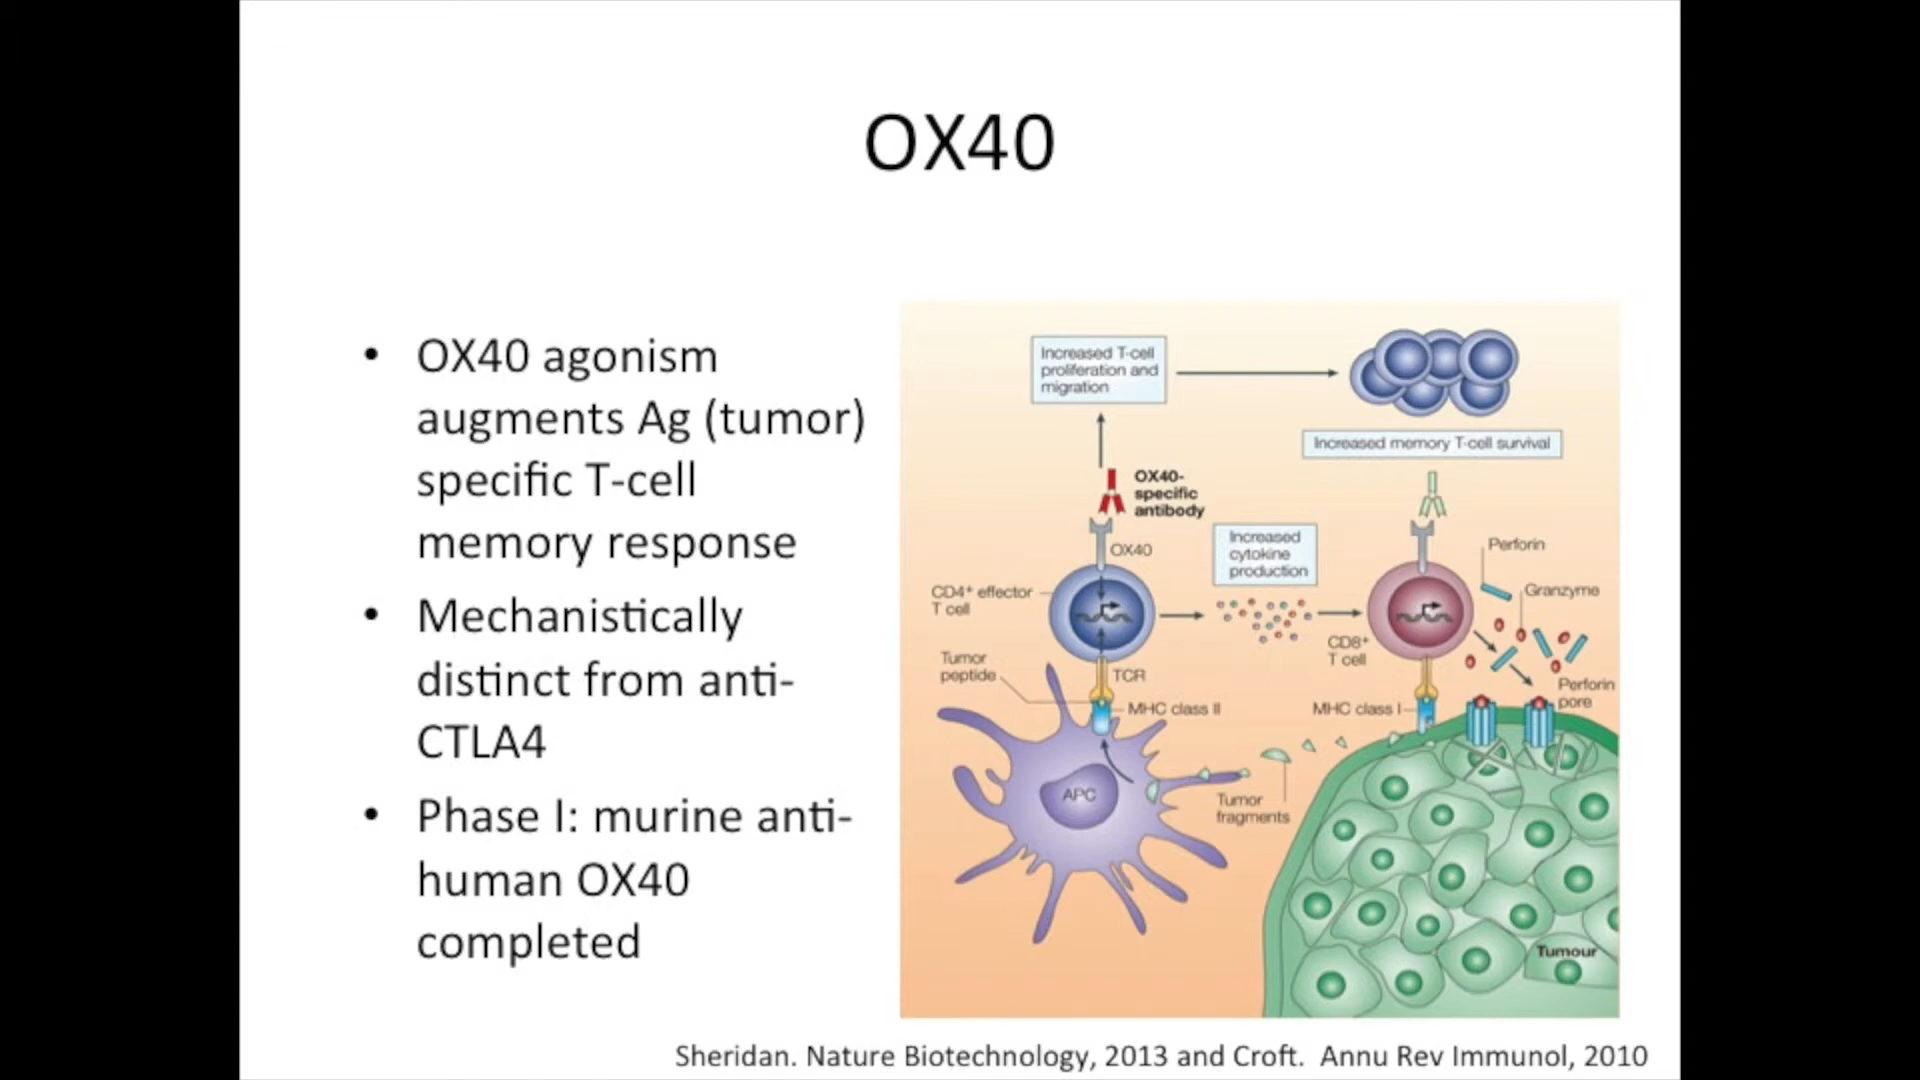 OX40
• OX40 agonism
augments Ag (tumor)
specific T-cell
memory response
• Mechanistically
distinct from anti-
CTLA4
• Phase I: murine anti-
human OX40
completed
Increased T-cell
proliferation and
migration
Increased memory T-cell survival
OX40-
specific
antibody
OX40
Increased
cytokine
production
Perforin
Granzyme
CD4⁺ effector
T cell
CD8⁺
T cell
Tumor
peptide
TCR
MHC class II
MHC class I
Perforin
pore
APC
Tumor
fragments
Tumour
Sheridan. Nature Biotechnology, 2013 and Croft. Annu Rev Immunol, 2010